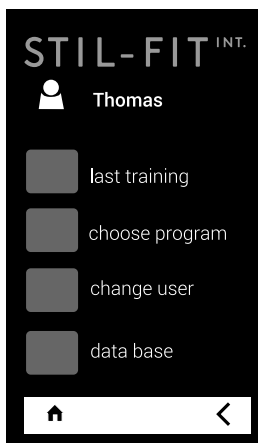 STIL-FIT INT.
Thomas
last training
choose program
change user
data base